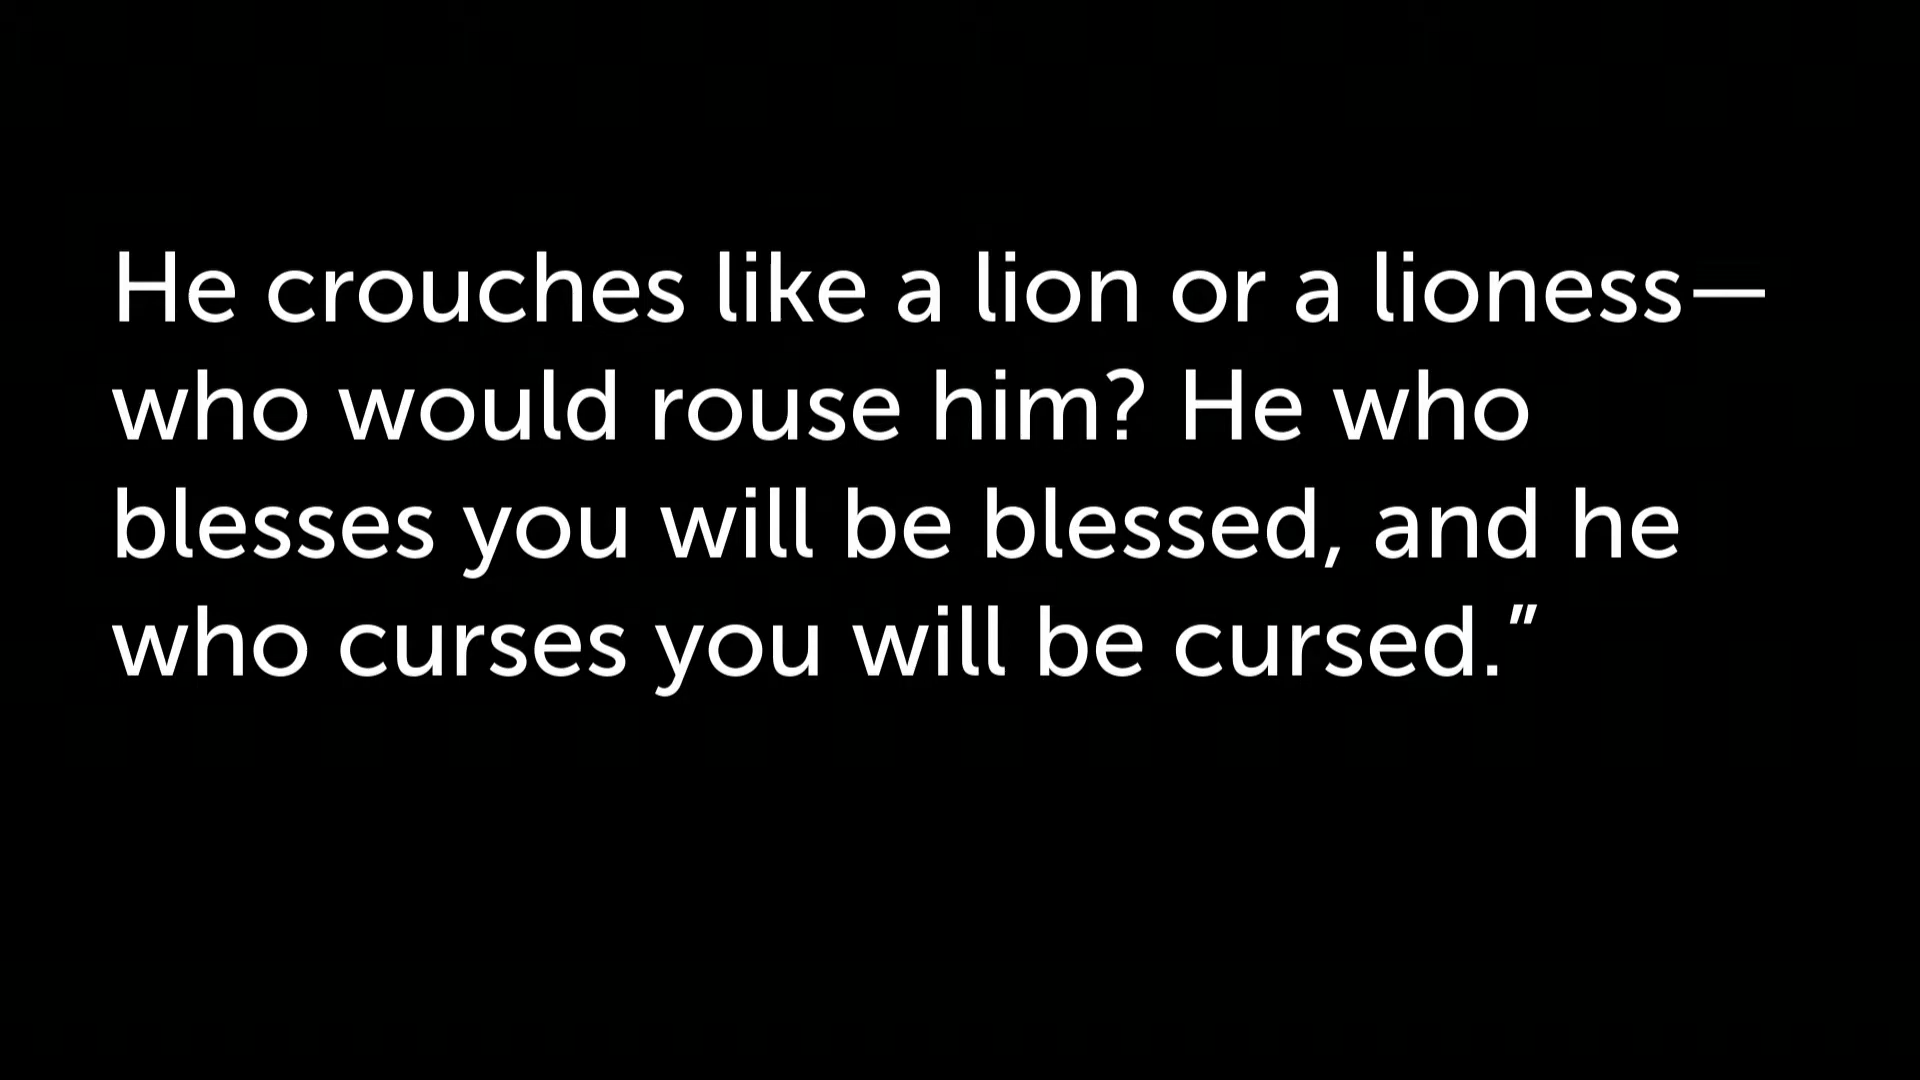 He crouches like a lion or a lioness—
who would rouse him? He who
blesses you will be blessed, and he
who curses you will be cursed.”